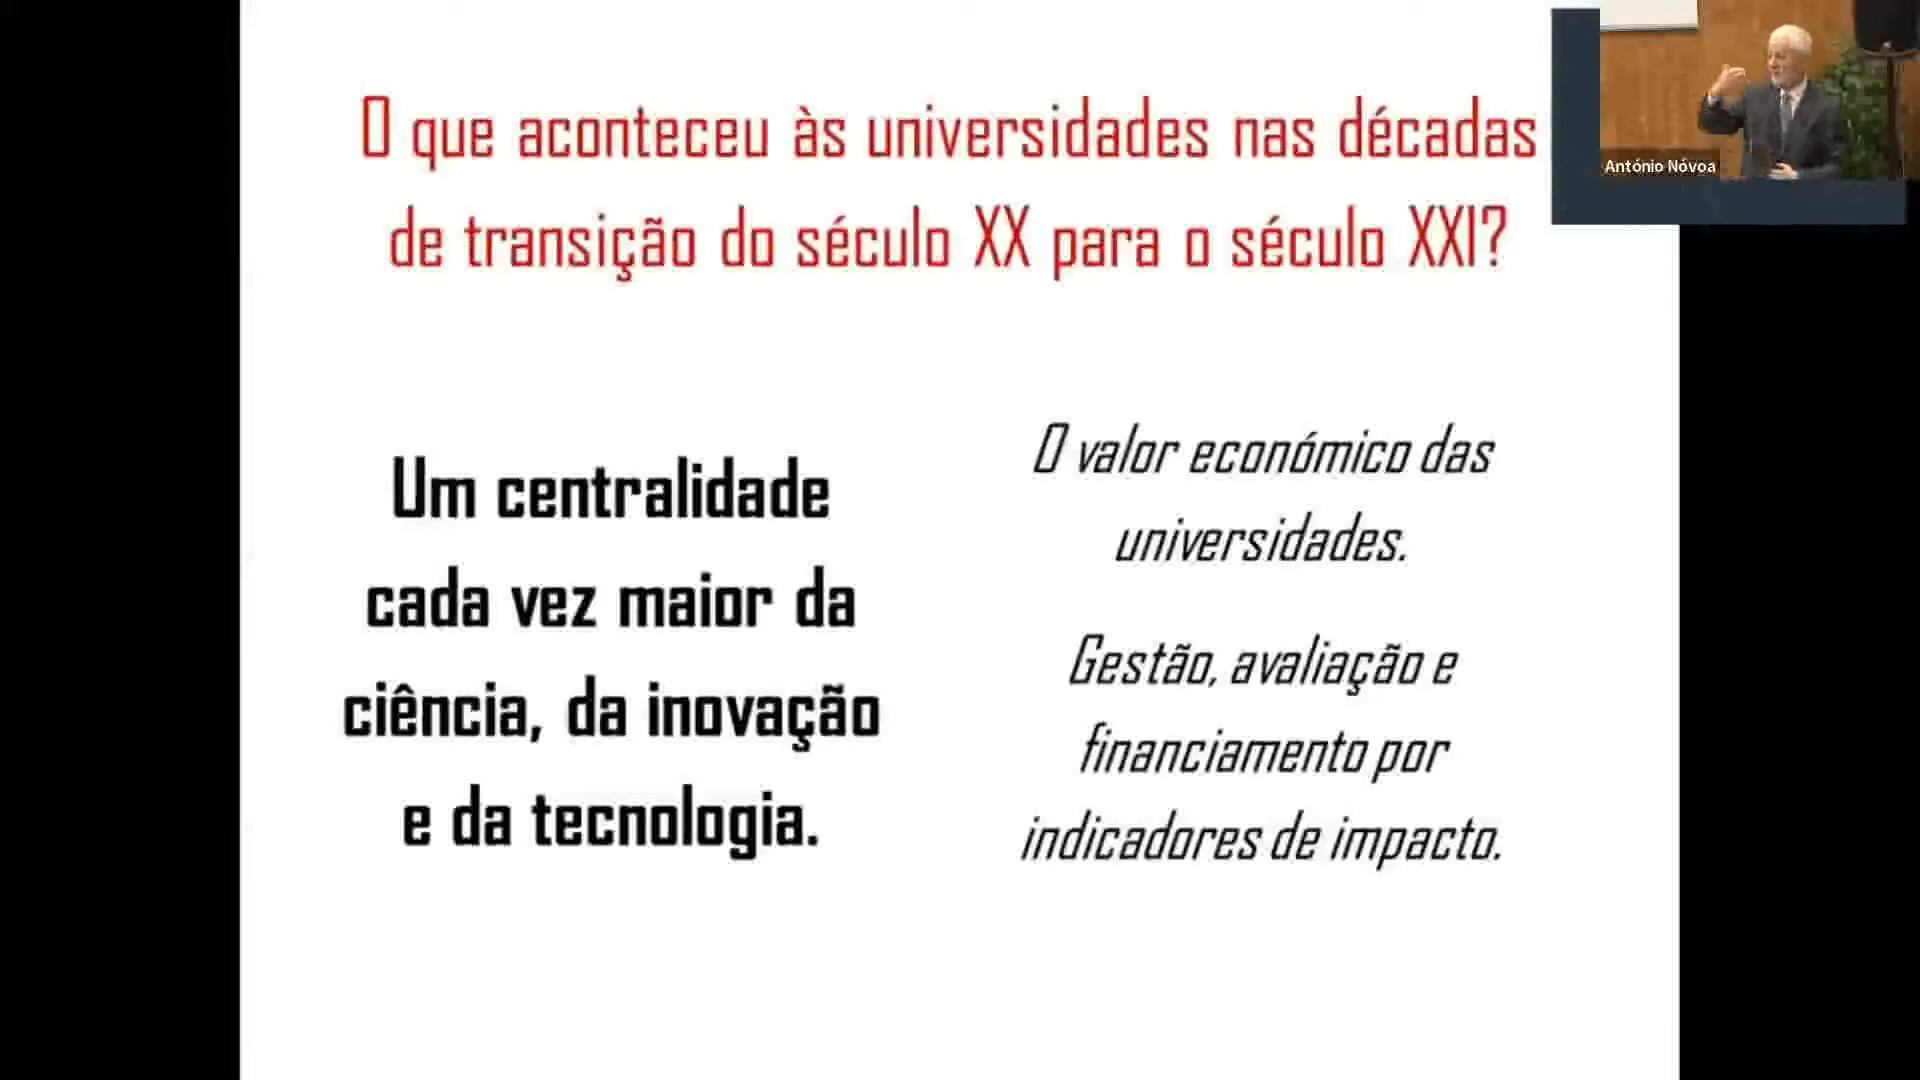 O que aconteceu às universidades nas décadas
de transição do século XX para o século XXI?
Um centralidade
cada vez maior da
ciência, da inovação
e da tecnologia.
O valor económico das
universidades.
Gestão, avaliação e
financiamento por
indicadores de impacto.
António Nóvoa